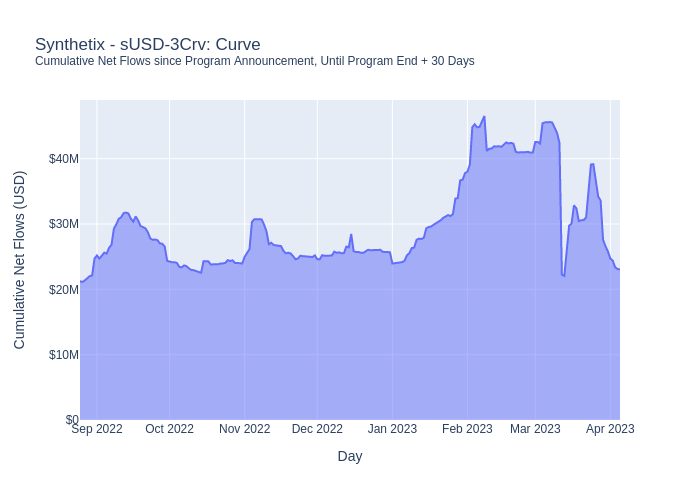 Synthetix - sUSD-3Crv: Curve
Cumulative Net Flows since Program Announcement, Until Program End + 30 Days
Cumulative Net Flows (USD)
$40M
$30M
$20M
$10M
$0
Sep 2022 Oct 2022 Nov 2022 Dec 2022 Jan 2023 Feb 2023 Mar 2023 Apr 2023
Day